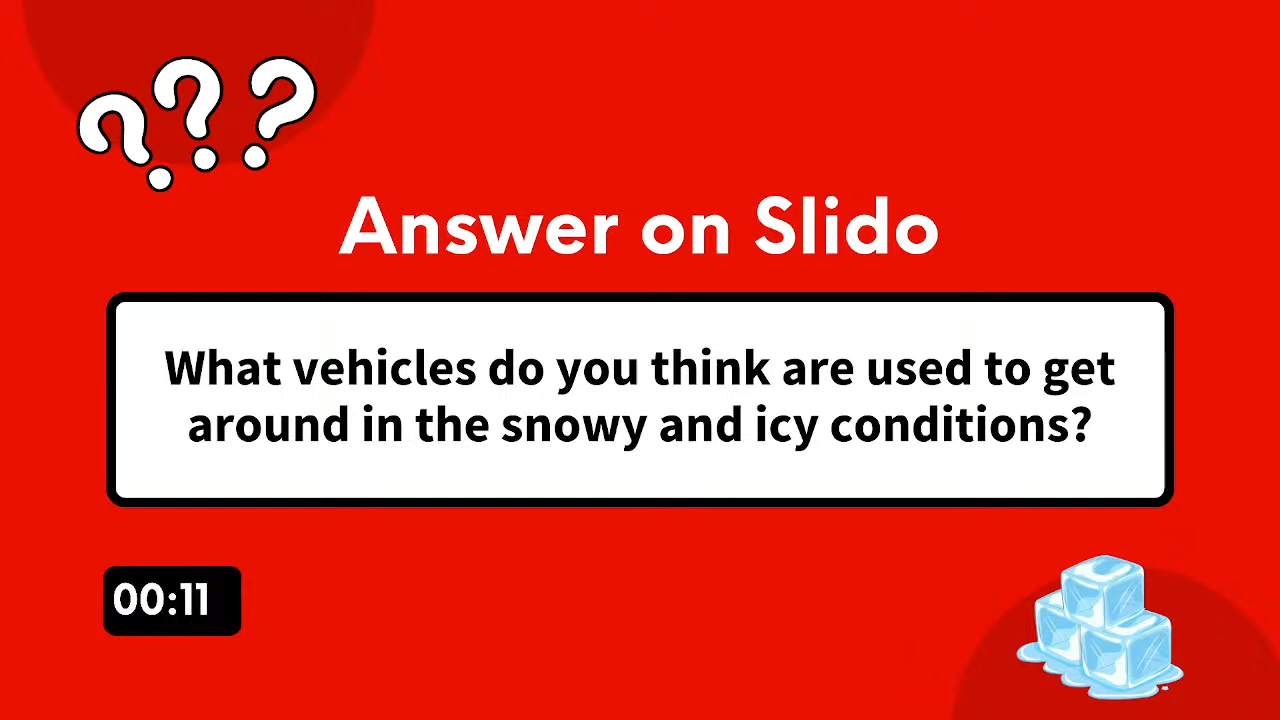 ???
Answer on Slido
What vehicles do you think are used to get
around in the snowy and icy conditions?
00:11